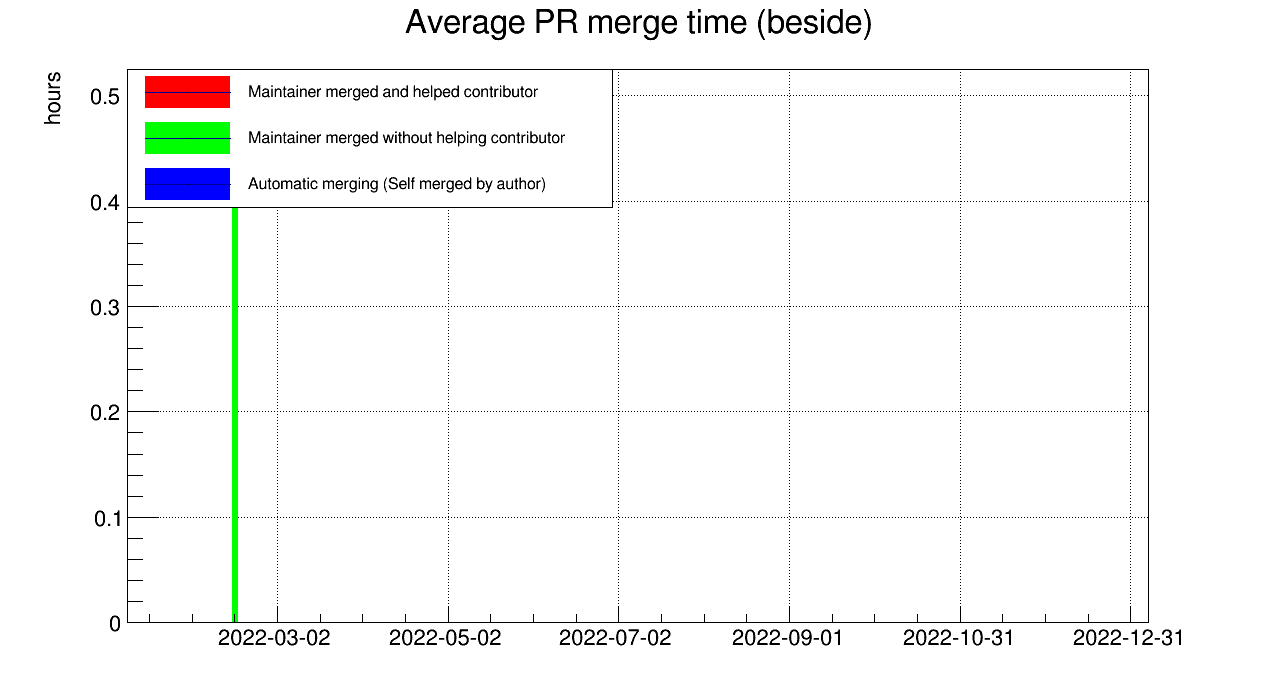 Average PR merge time (beside)
hours
Maintainer merged and helped contributor
Maintainer merged without helping contributor
Automatic merging (Self merged by author)
0.5
0.4
0.3
0.2
0.1
0
2022-03-02 2022-05-02 2022-07-02 2022-09-01 2022-10-31 2022-12-31